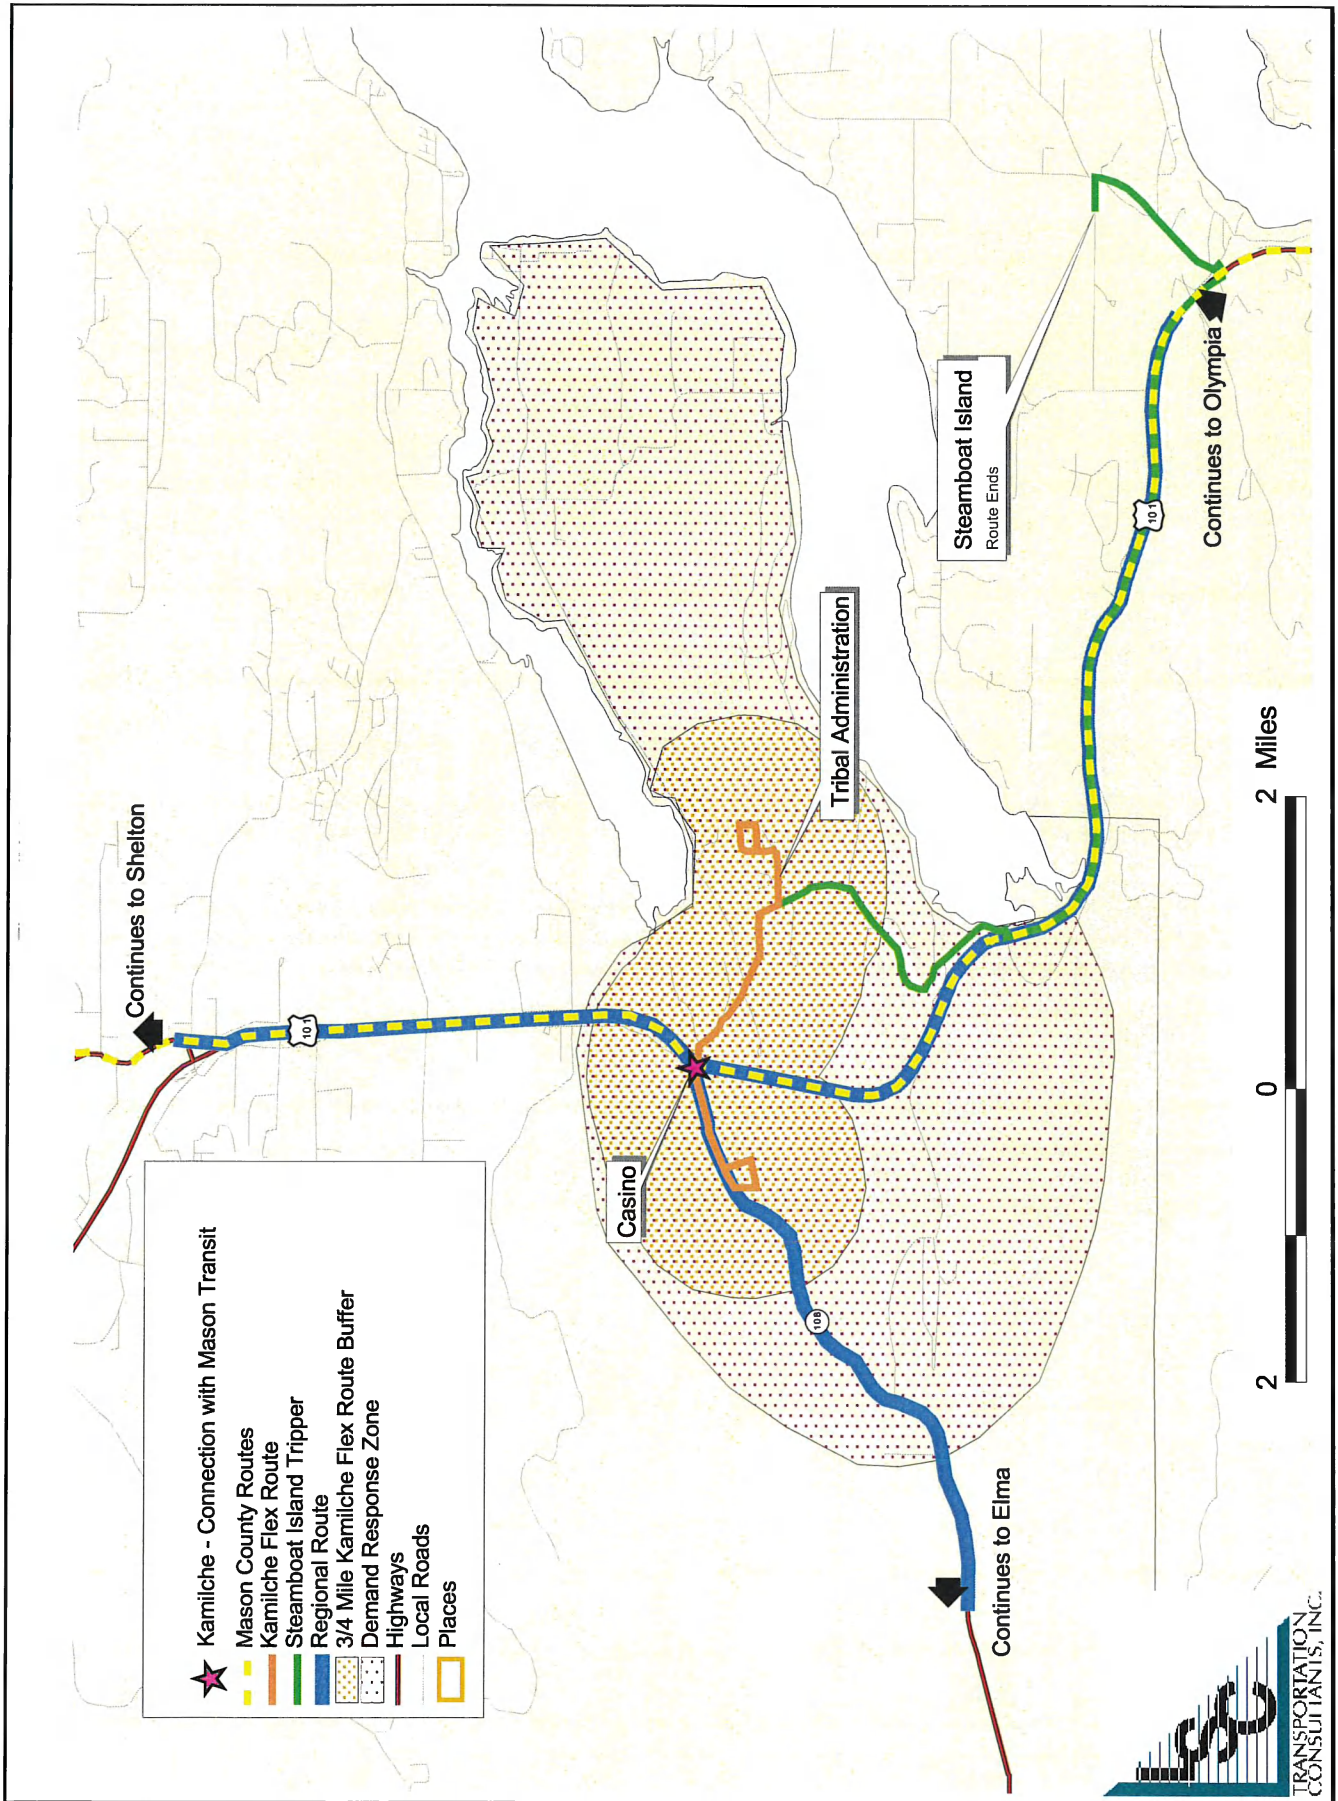 Kamilche - Connection with Mason Transit
Mason County Routes
Kamilche Flex Route
Steamboat Island Tripper
Regional Route
3/4 Mile Kamilche Flex Route Buffer
Demand Response Zone
Highways
Local Roads
Places
Continues to Shelton
101
Casino
Tribal Administration
108
Continues to Elma
Steamboat Island
Route Ends
101
Continues to Olympia
2 0 2 Miles
LSC
TRANSPORTATION
CONSULTANTS, INC.